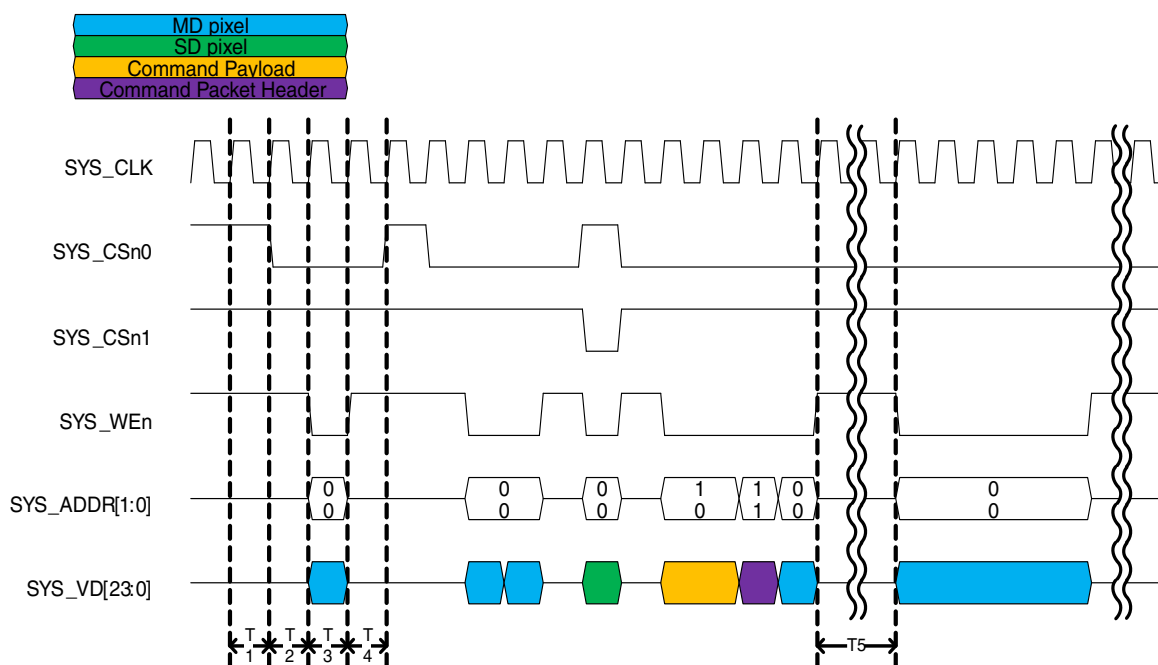 MD pixel
SD pixel
Command Payload
Command Packet Header
SYS_CLK
SYS_CSn0
SYS_CSn1
SYS_WEn
SYS_ADDR[1:0]
0 0 0 1 1 0 0
0 0 0 0 1 0 0
SYS_VD[23:0]
T T T T T5
1 2 3 4